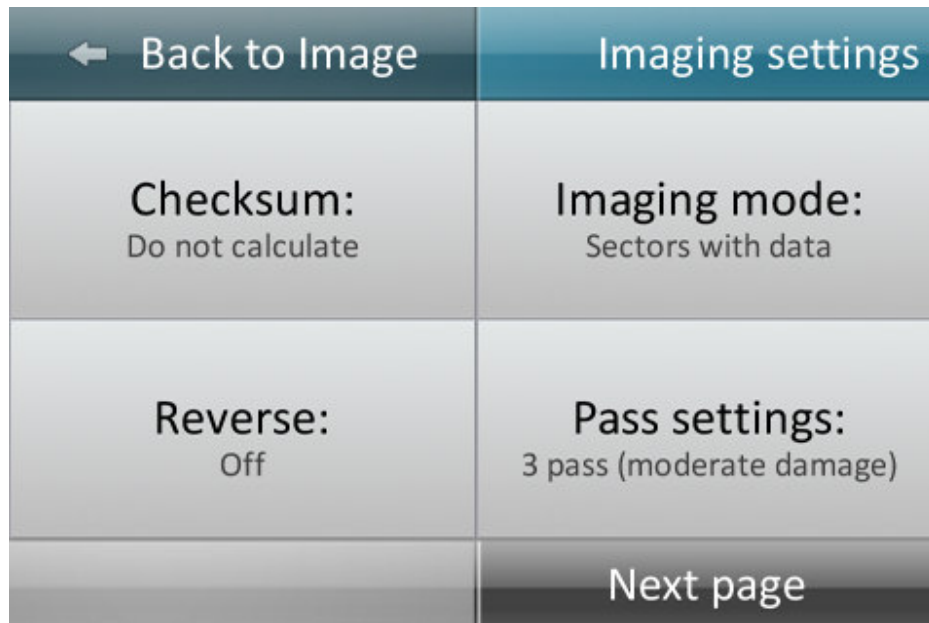 Back to Image
Imaging settings
Checksum:
Do not calculate
Imaging mode:
Sectors with data
Reverse:
Off
Pass settings:
3 pass (moderate damage)
Next page